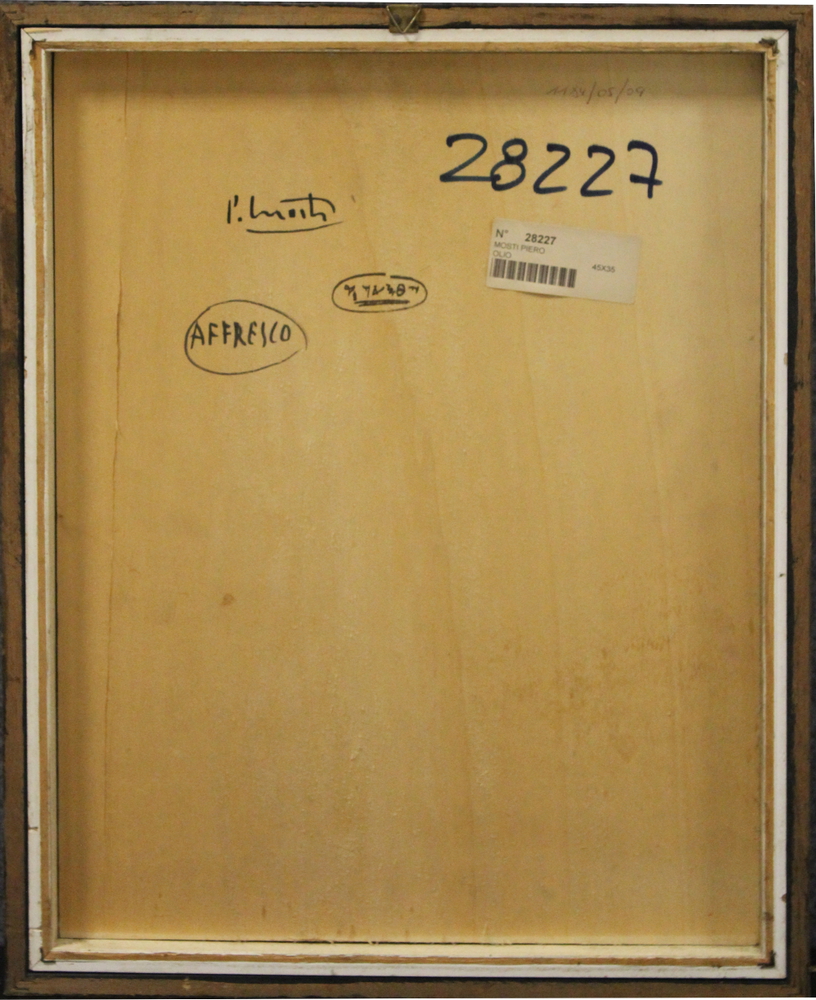 28227
P. Mosti
N° 28227
MOSTI PIERO
OLIO
45X35
AFFRESCO